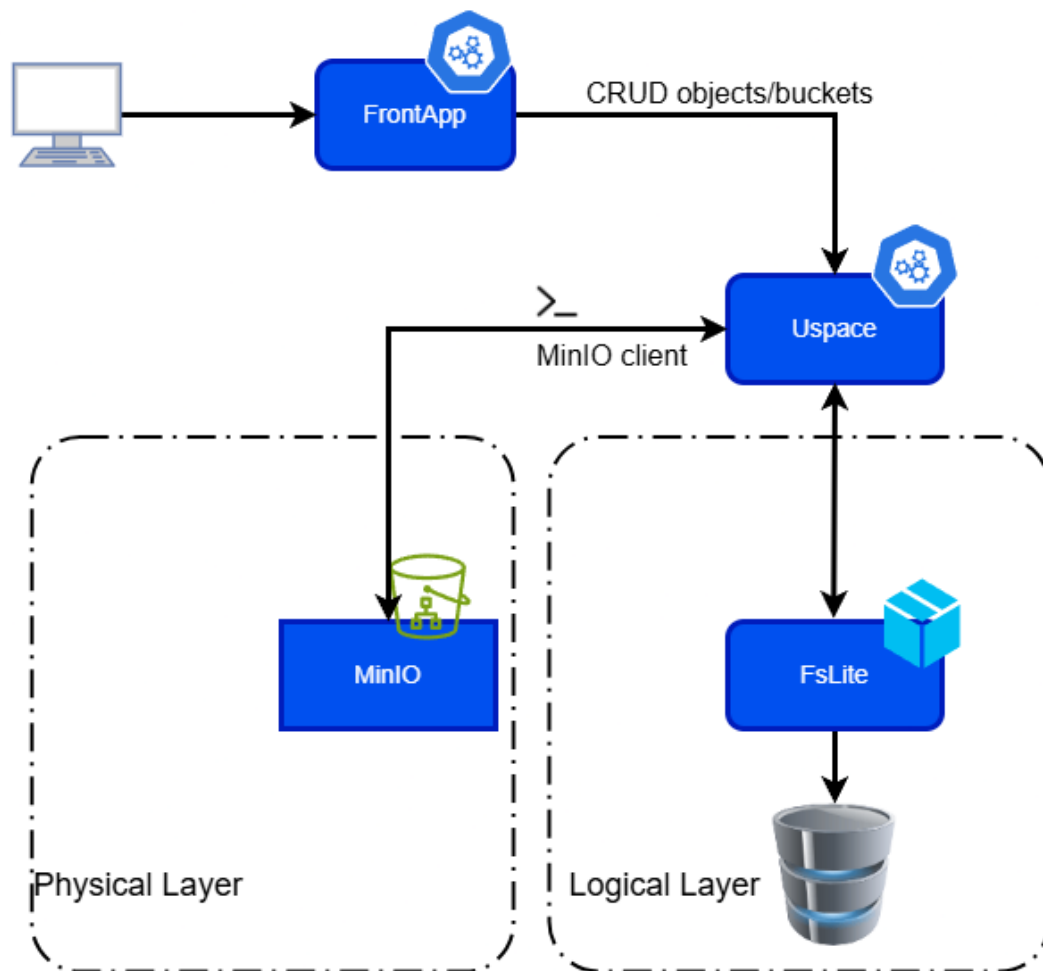 FrontApp
CRUD objects/buckets
Uspace
>_
MinIO client
MinIO
FsLite
Physical Layer
Logical Layer